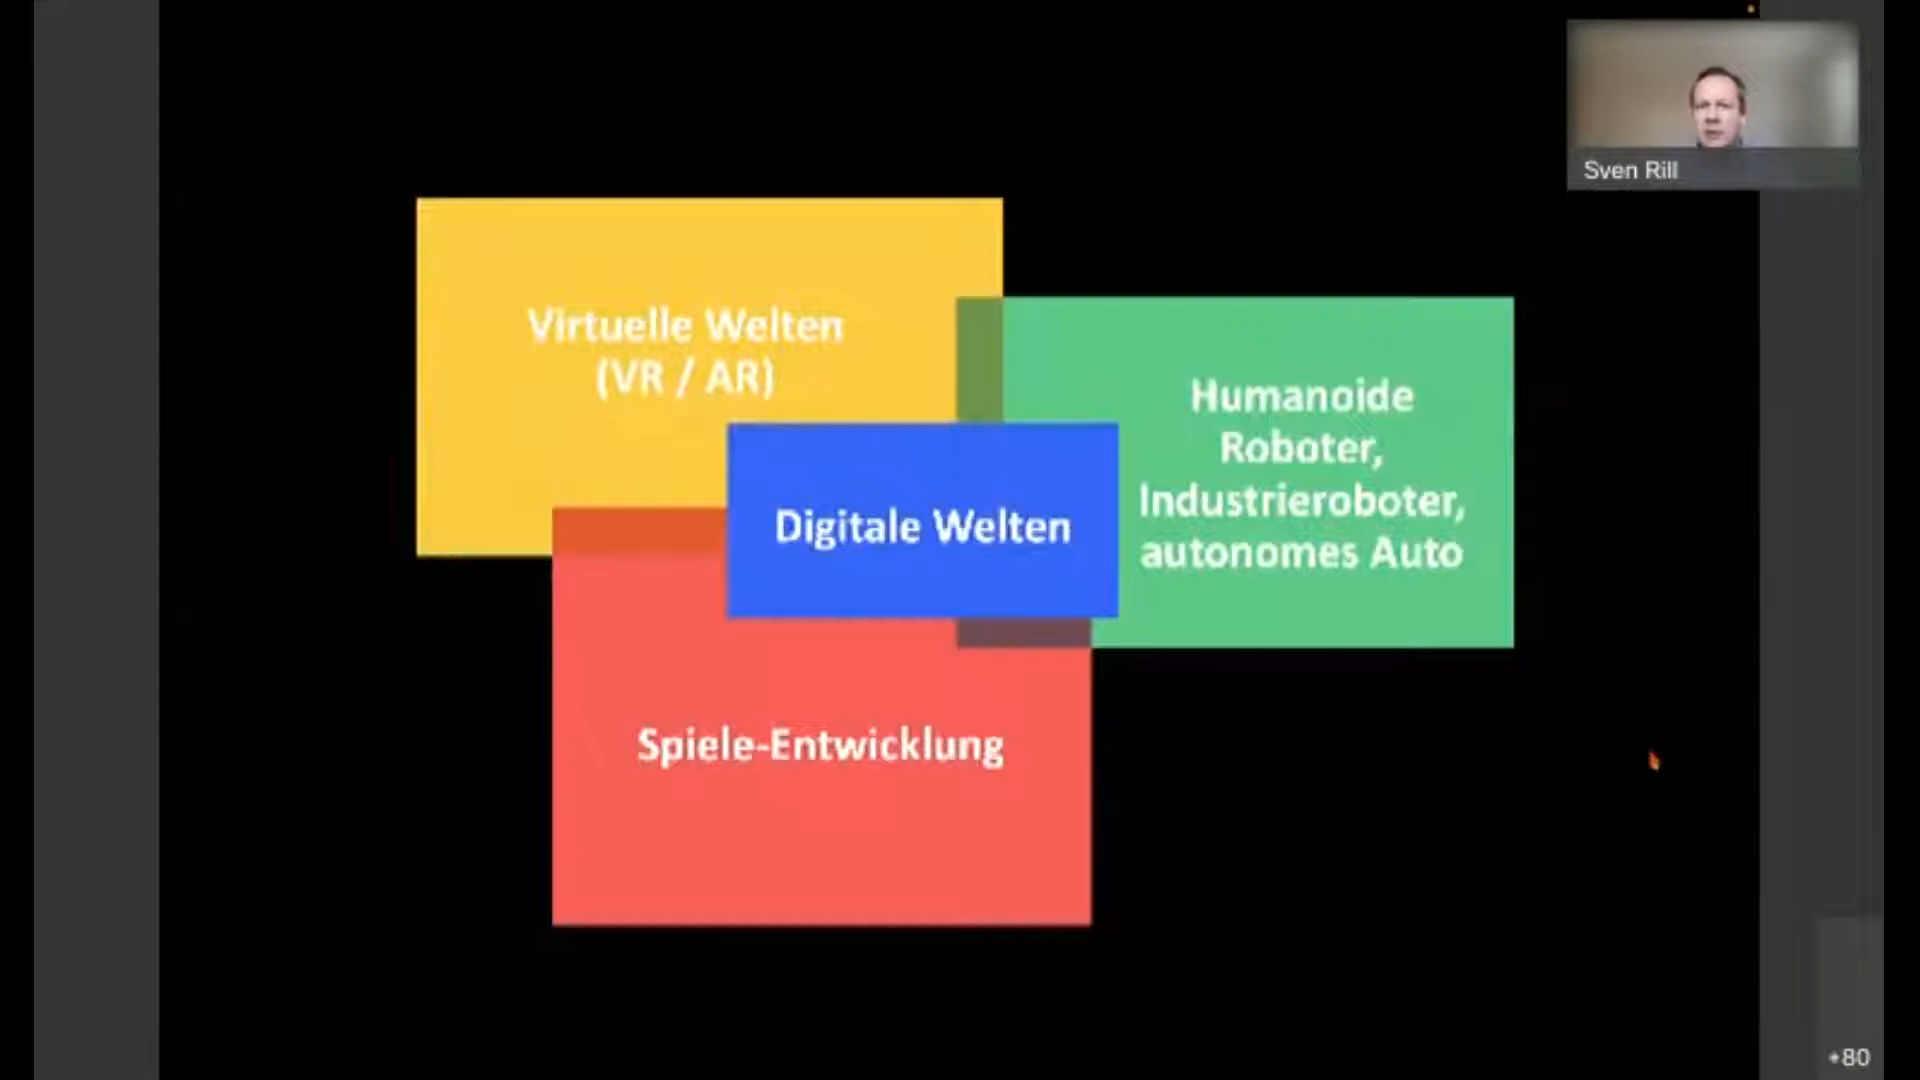 Sven Rill
Virtuelle Welten
(VR / AR)
Humanoide
Roboter,
Industrieroboter,
autonomes Auto
Digitale Welten
Spiele-Entwicklung
+80